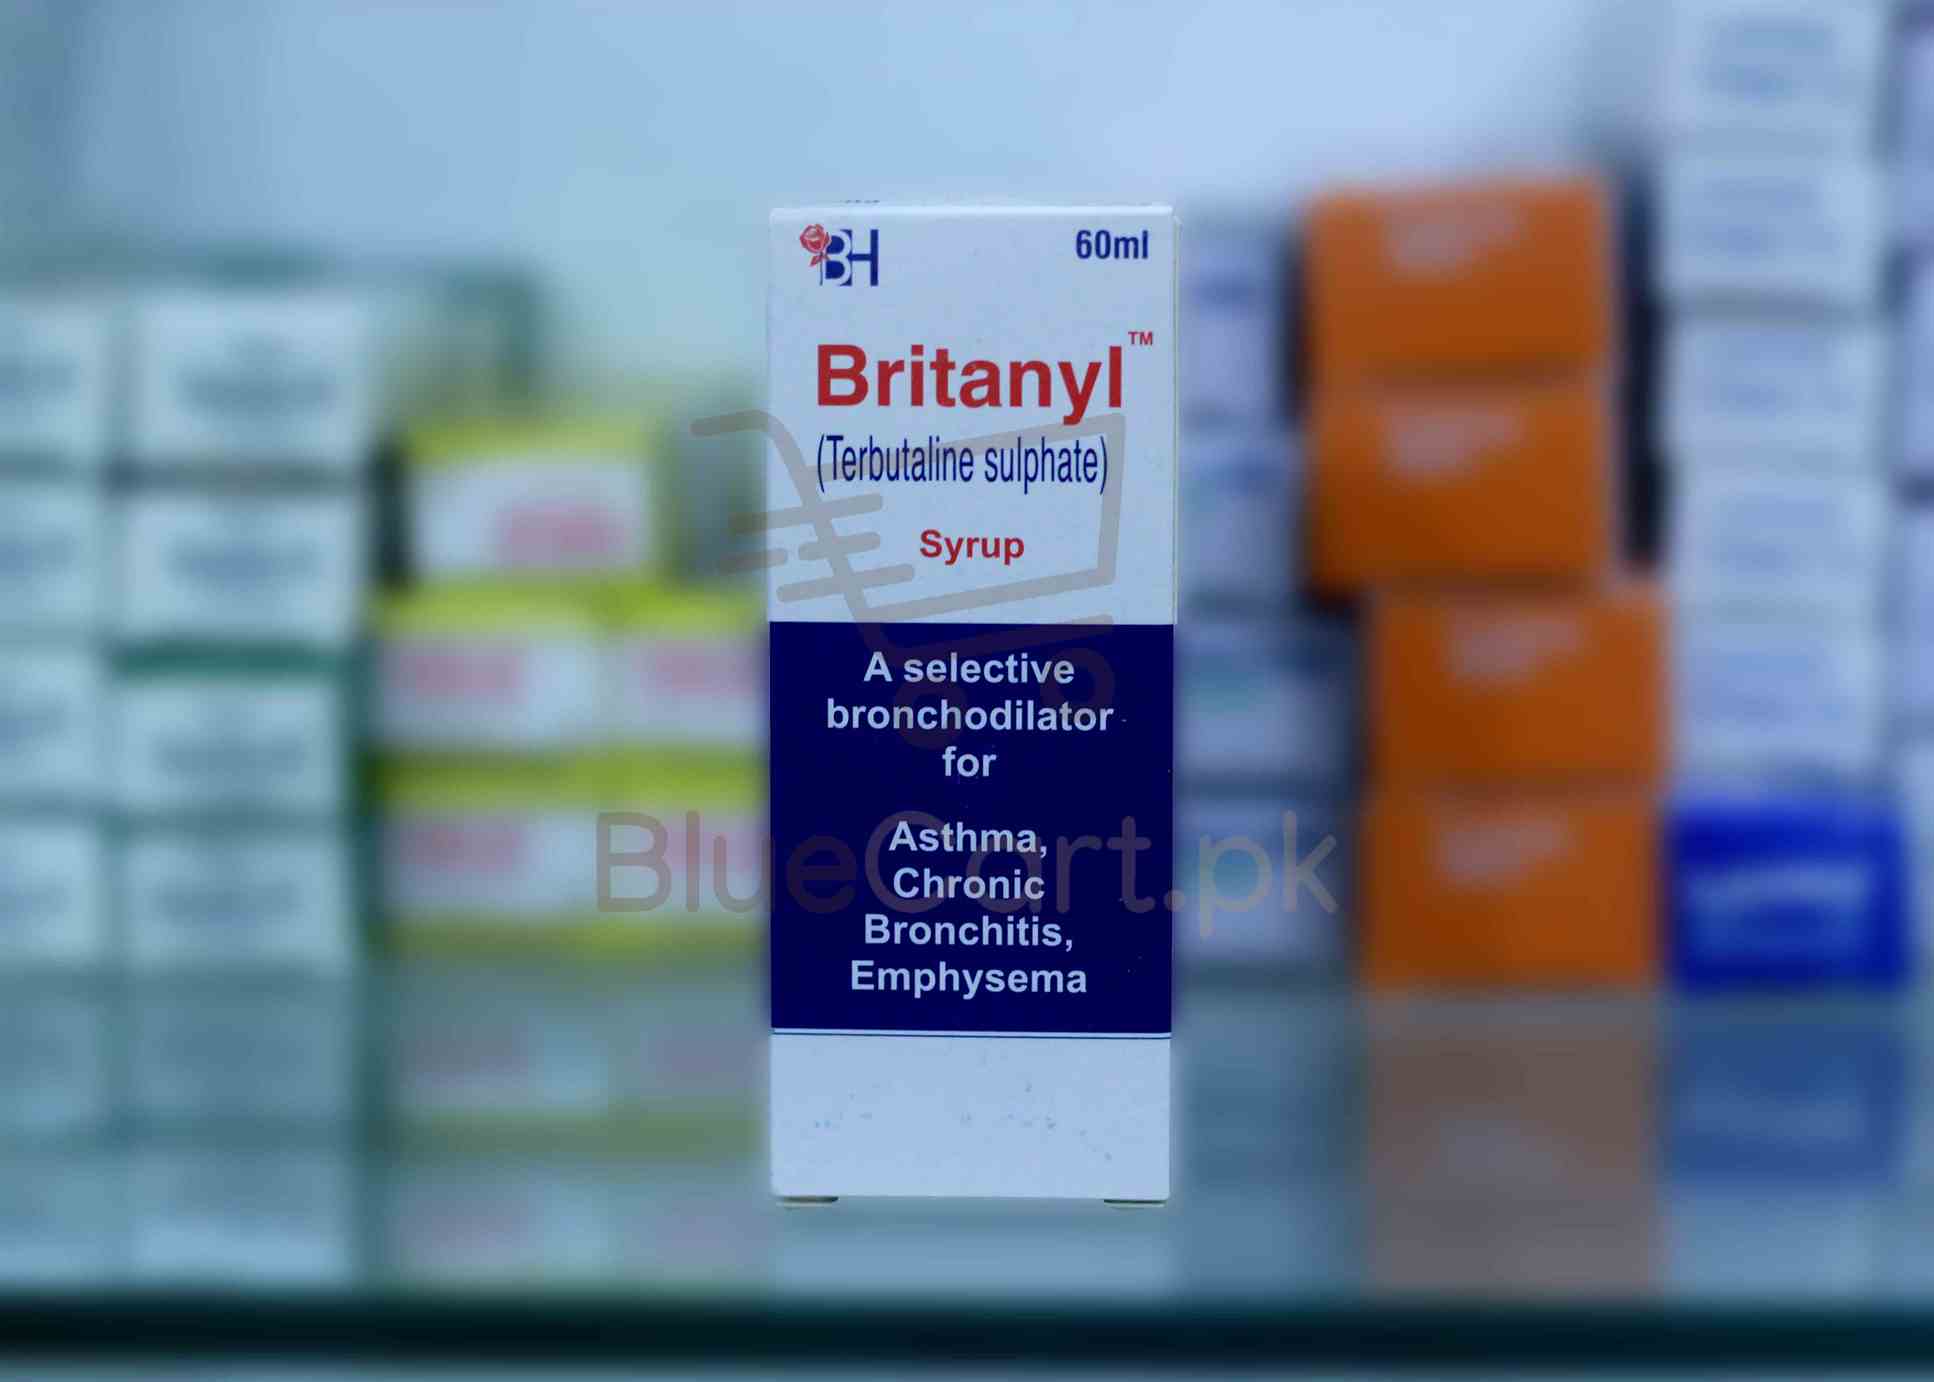 BH
60ml
Britanyl™
(Terbutaline sulphate)
Syrup
A selective
bronchodilator
for
Asthma,
Chronic
Bronchitis,
Emphysema
BlueCart.pk